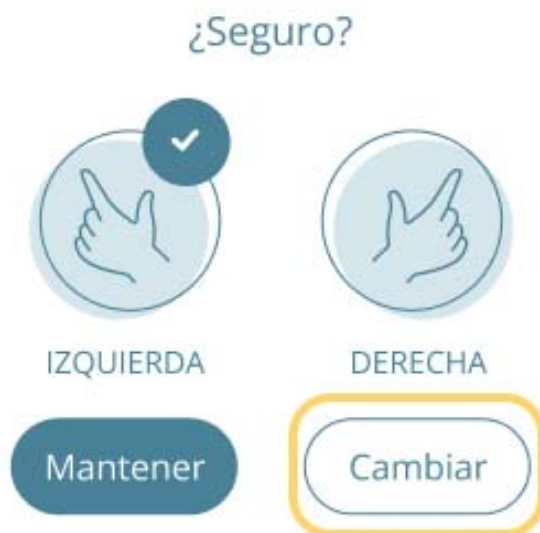 ¿Seguro?
IZQUIERDA
DERECHA
Mantener
Cambiar